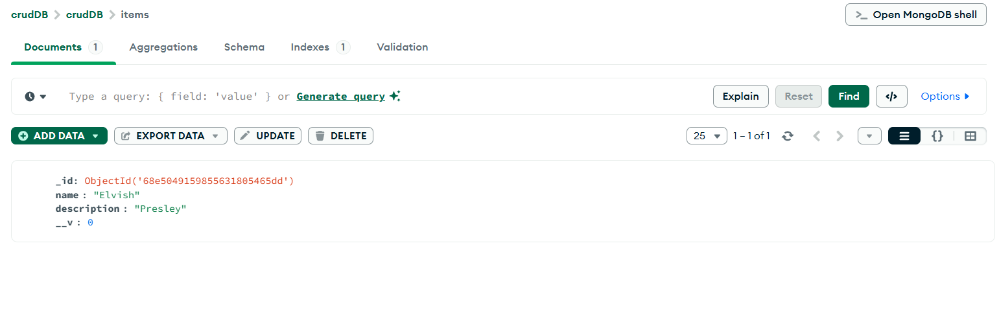 crudDB > crudDB > items
>_ Open MongoDB shell
Documents 1 Aggregations Schema Indexes 1 Validation
Type a query: { field: 'value' } or Generate query
Explain Reset Find </> Options
ADD DATA EXPORT DATA UPDATE DELETE
25 1 – 1 of 1 {}
_id: ObjectId('68e5049159855631805465dd')
name : "Elvish"
description : "Presley"
__v : 0